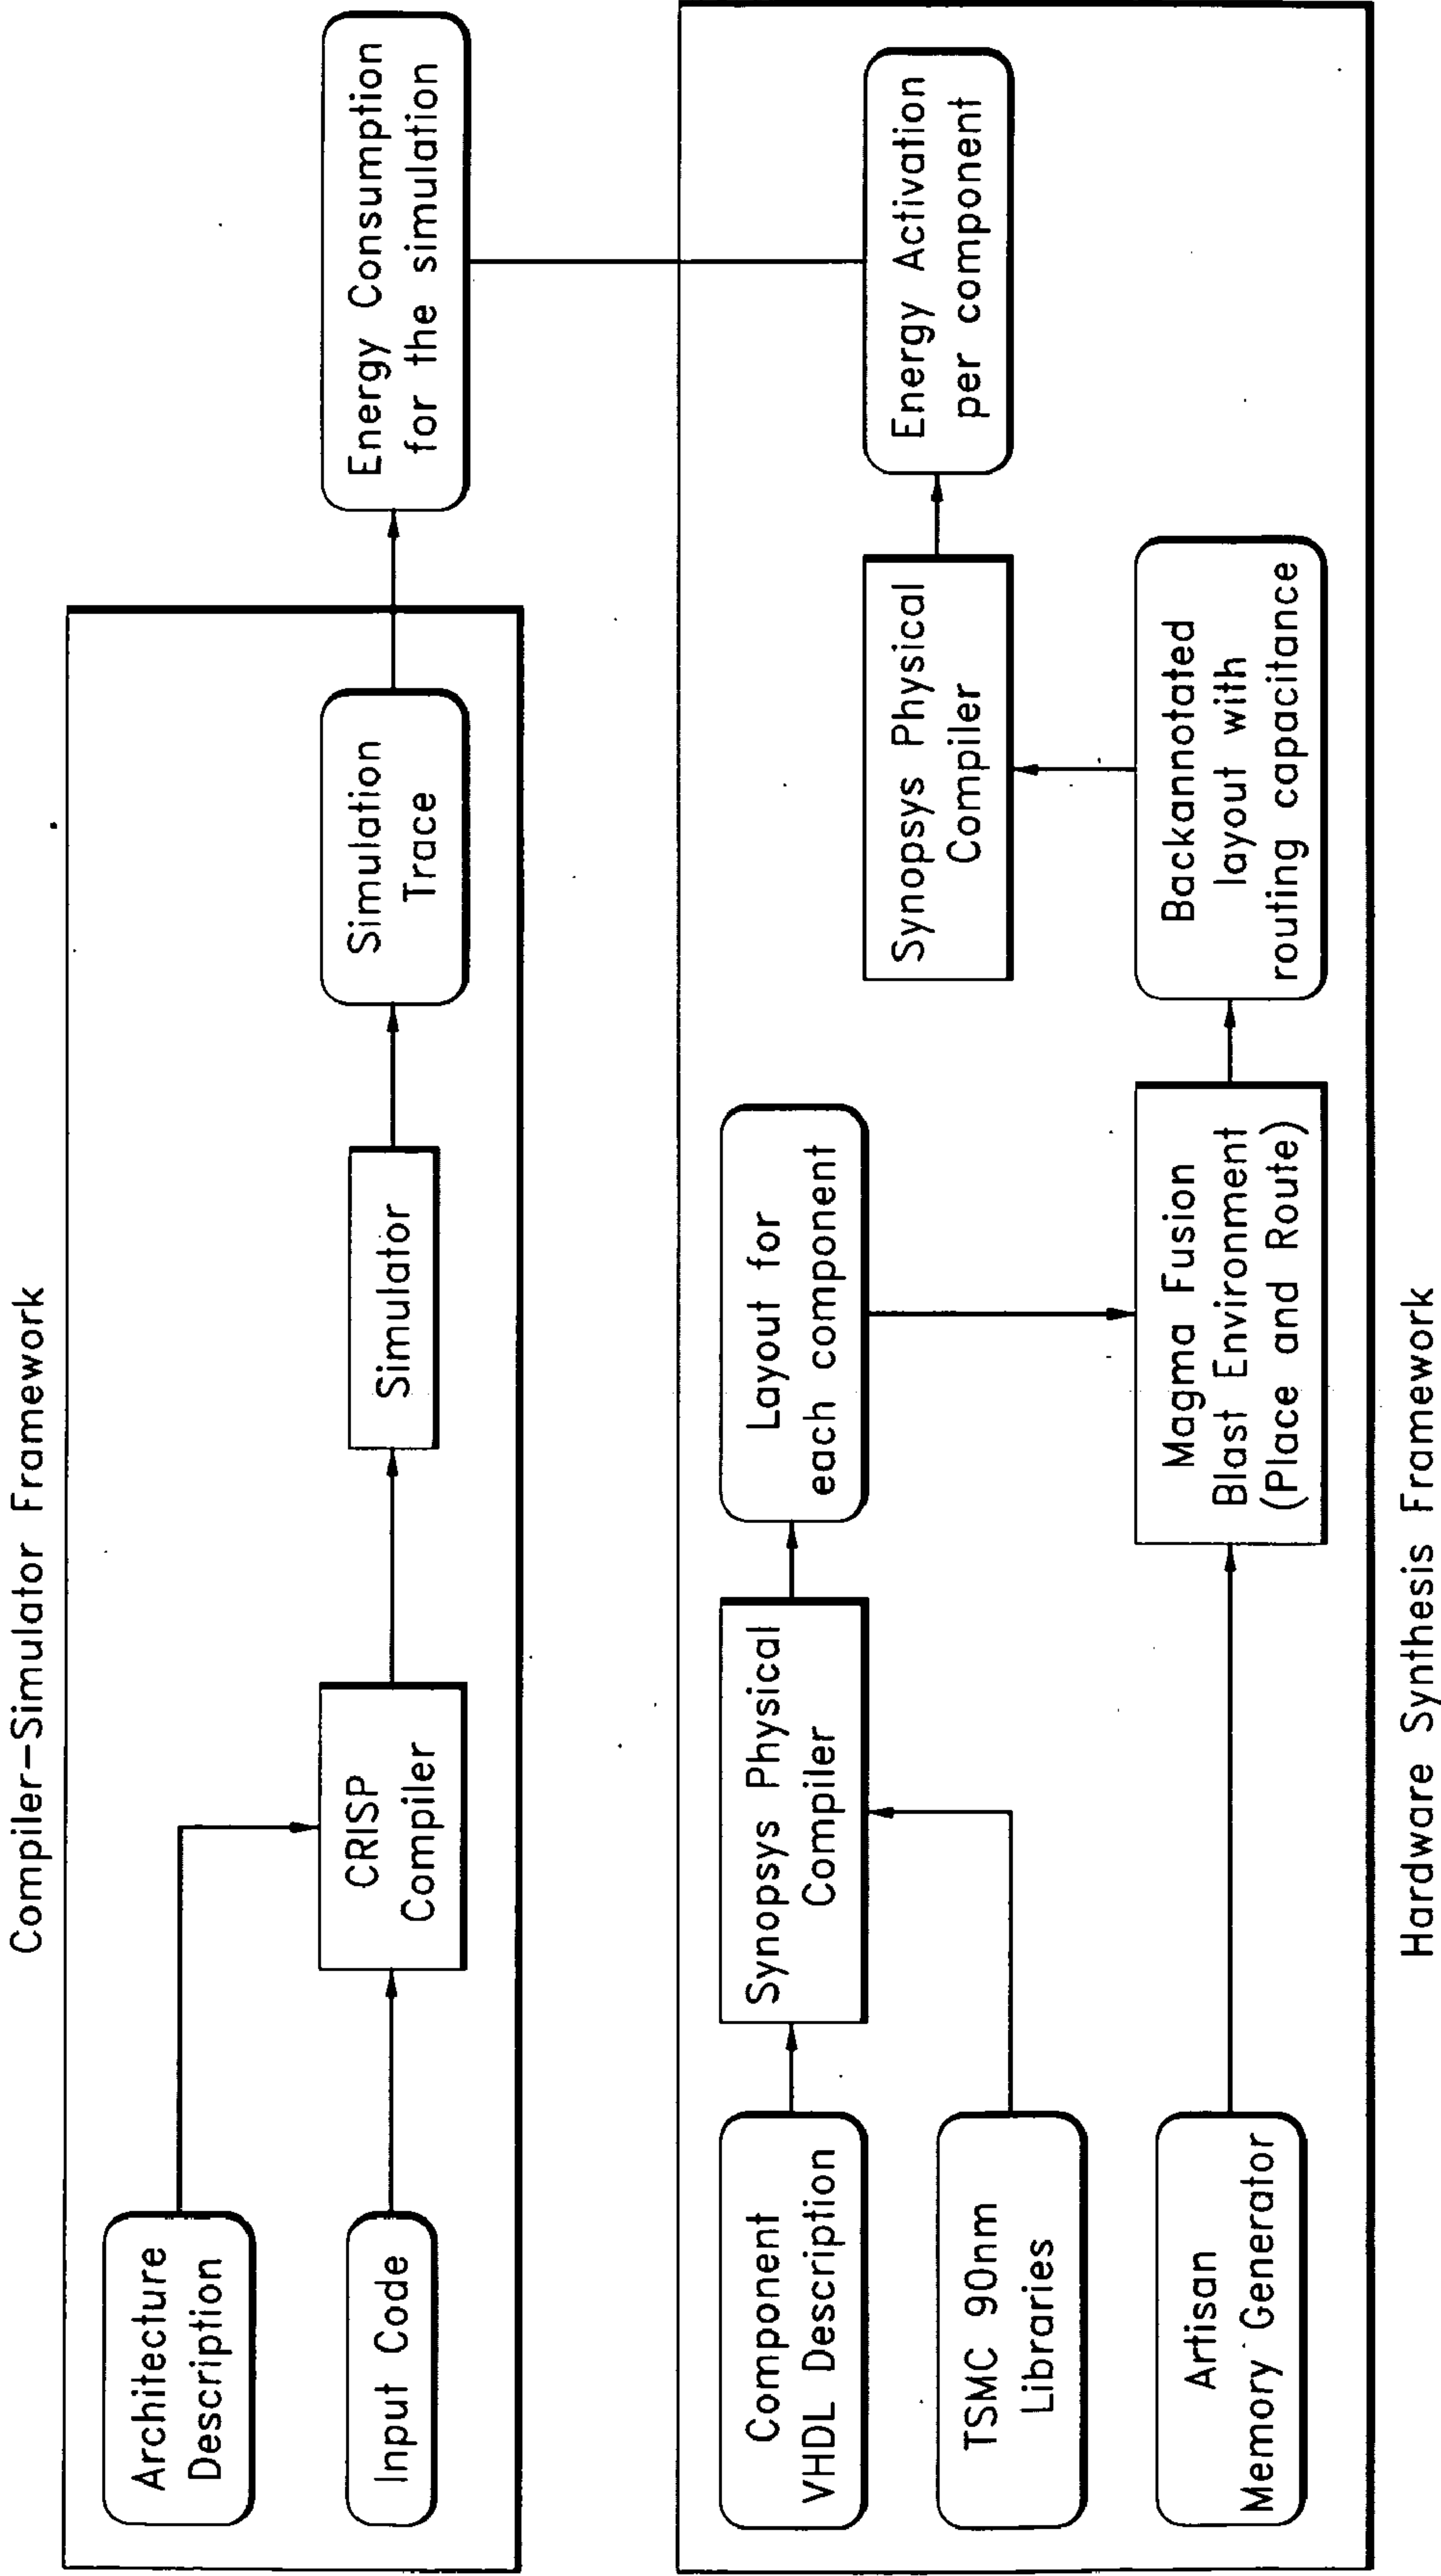 Compiler–Simulator Framework
Architecture
Description
Input Code
CRISP
Compiler
Simulator
Simulation
Trace
Energy Consumption
for the simulation
Component
VHDL Description
TSMC 90nm
Libraries
Artisan
Memory Generator
Synopsys Physical
Compiler
Layout for
each component
Magma Fusion
Blast Environment
(Place and Route)
Backannotated
layout with
routing capacitance
Synopsys Physical
Compiler
Energy Activation
per component
Hardware Synthesis Framework